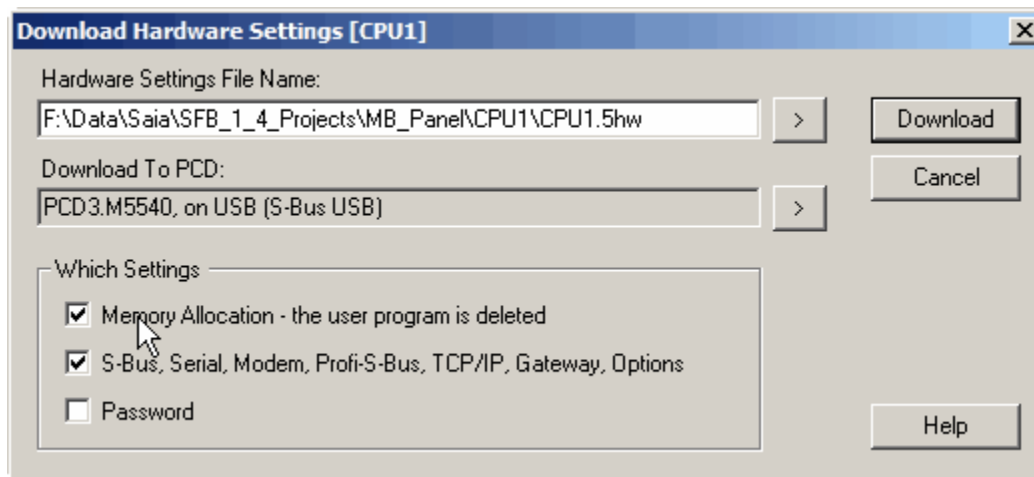 Download Hardware Settings [CPU1]
Hardware Settings File Name:
F:\Data\Saia\SFB_1_4_Projects\MB_Panel\CPU1\CPU1.5hw
>
Download
Download To PCD:
Cancel
PCD3.M5540, on USB (S-Bus USB)
>
Which Settings
Memory Allocation - the user program is deleted
S-Bus, Serial, Modem, Profi-S-Bus, TCP/IP, Gateway, Options
Password
Help